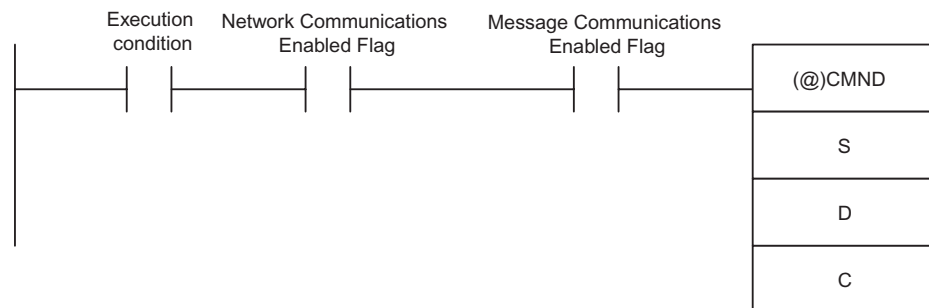 Execution
condition
Network Communications
Enabled Flag
Message Communications
Enabled Flag
(@)CMND
S
D
C